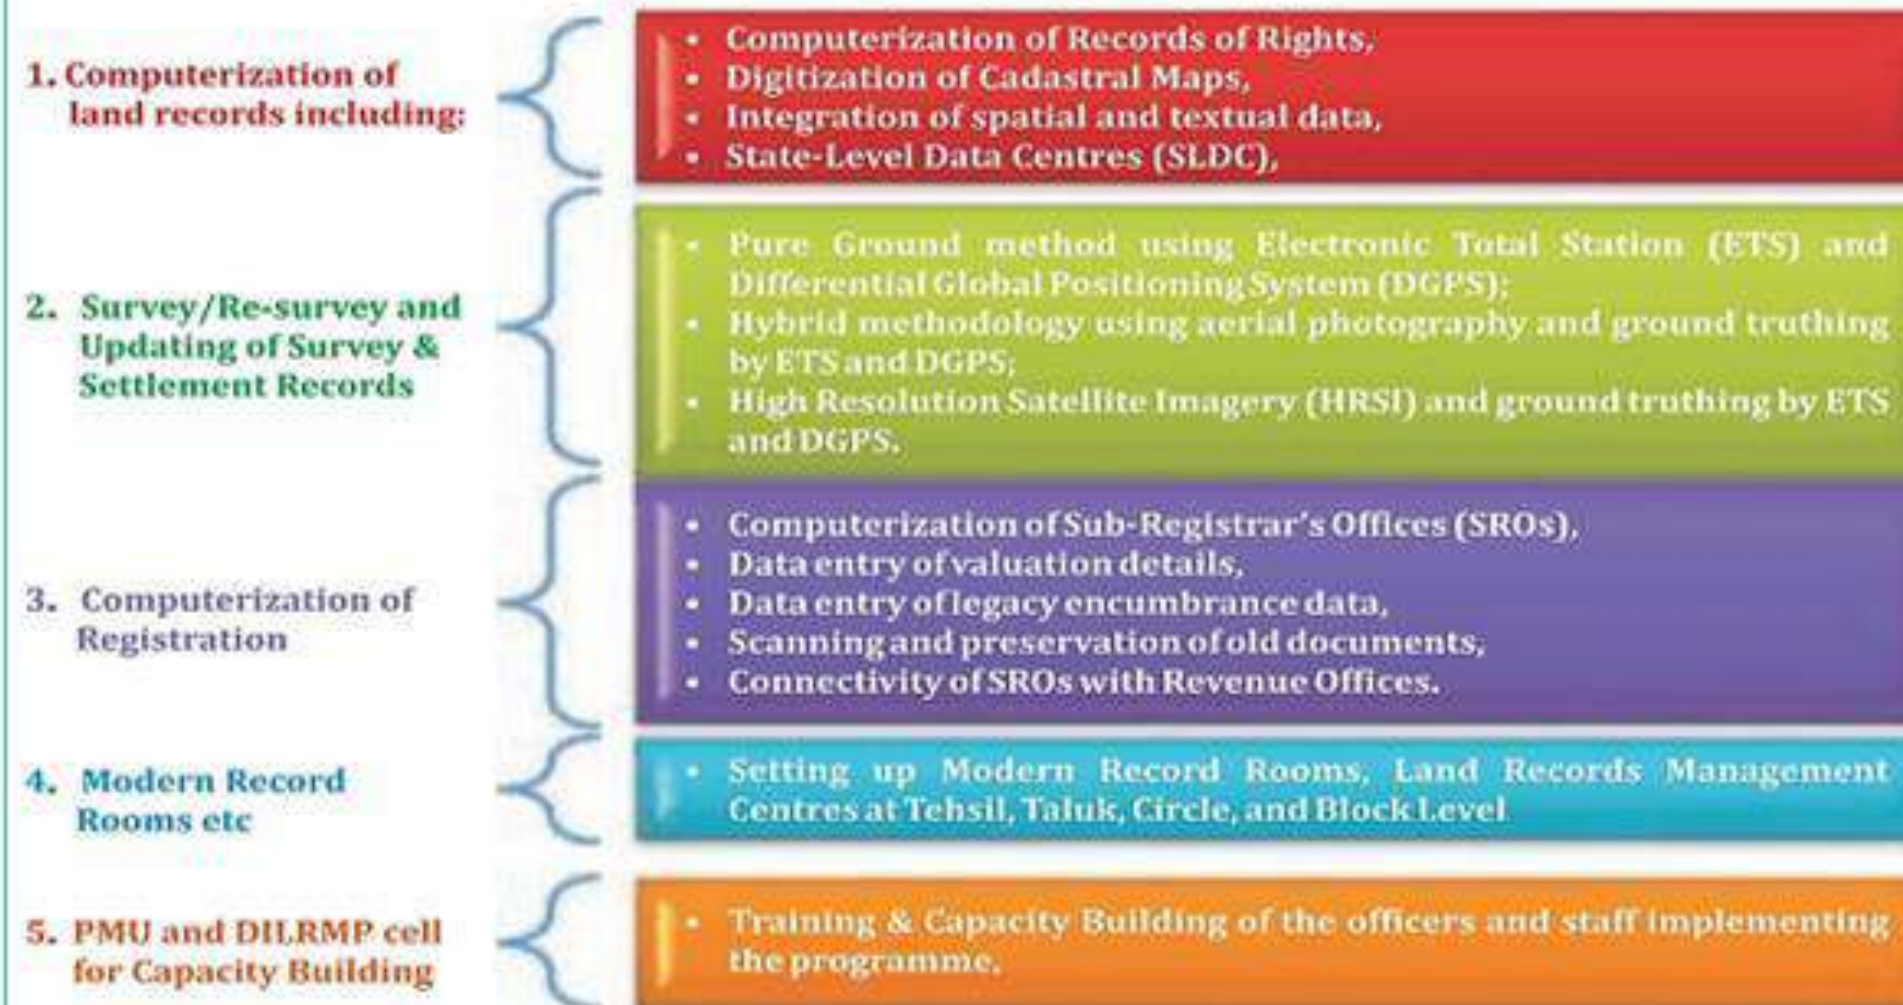 1. Computerization of
land records including:
• Computerization of Records of Rights,
• Digitization of Cadastral Maps,
• Integration of spatial and textual data,
• State-Level Data Centres (SLDC),
2. Survey/Re-survey and
Updating of Survey &
Settlement Records
• Pure Ground method using Electronic Total Station (ETS) and
Differential Global Positioning System (DGPS);
• Hybrid methodology using aerial photography and ground truthing
by ETS and DGPS;
• High Resolution Satellite Imagery (HRSI) and ground truthing by ETS
and DGPS.
3. Computerization of
Registration
• Computerization of Sub-Registrar's Offices (SROs),
• Data entry of valuation details,
• Data entry of legacy encumbrance data,
• Scanning and preservation of old documents,
• Connectivity of SROs with Revenue Offices.
4. Modern Record
Rooms etc
• Setting up Modern Record Rooms, Land Records Management
Centres at Tehsil, Taluk, Circle, and Block Level
5. PMU and DILRMP cell
for Capacity Building
• Training & Capacity Building of the officers and staff implementing
the programme.